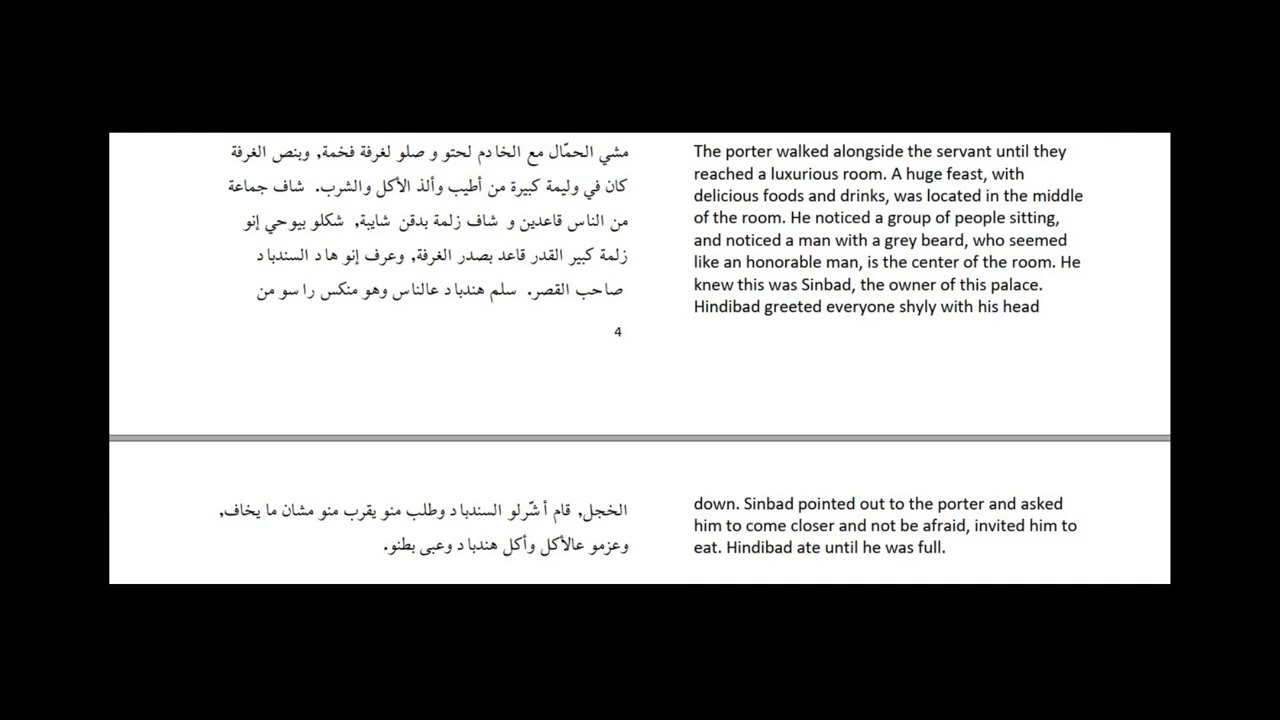 مشي الحمّال مع الخادم لحتو و صلو لغرفة فخمة, وبنص الغرفة
كان في وليمة كبيرة من أطيب وألذ الأكل والشرب. شاف جماعة
من الناس قاعدين و شاف زلمة بدقن شايبة, شكلو بيوحي إنو
زلمة كبير القدر قاعد بصدر الغرفة, وعرف إنو هاد السندباد
صاحب القصر. سلم هندباد عالناس وهو منكس راسو من
4
الخجل, قام أشّرلو السندباد وطلب منو يقرب منو مشان ما يخاف,
وعزمو عالأكل وأكل هندباد وعبى بطنو.
The porter walked alongside the servant until they
reached a luxurious room. A huge feast, with
delicious foods and drinks, was located in the middle
of the room. He noticed a group of people sitting,
and noticed a man with a grey beard, who seemed
like an honorable man, is the center of the room. He
knew this was Sinbad, the owner of this palace.
Hindibad greeted everyone shyly with his head
down. Sinbad pointed out to the porter and asked
him to come closer and not be afraid, invited him to
eat. Hindibad ate until he was full.